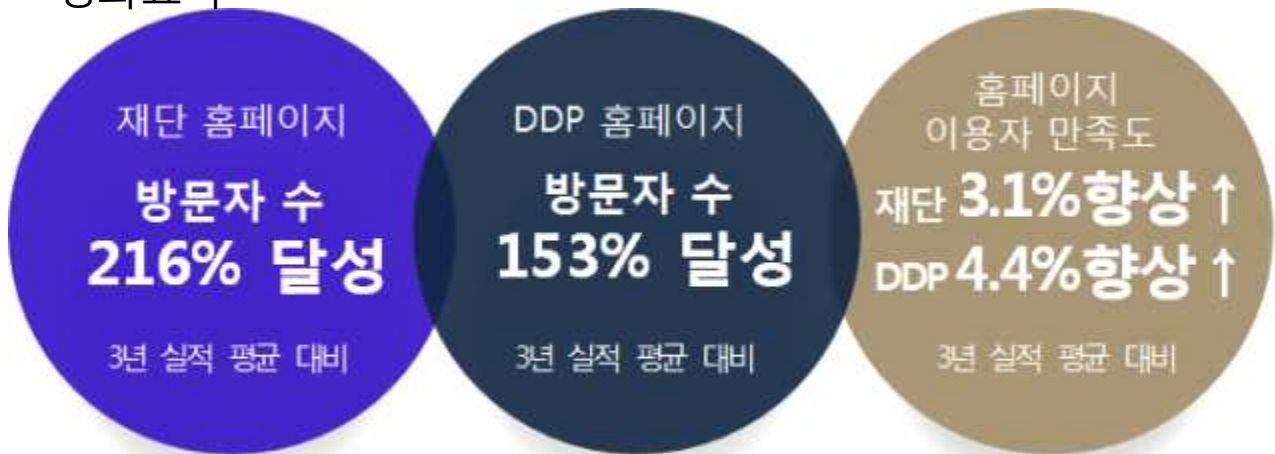 재단 홈페이지
방문자 수
216% 달성
3년 실적 평균 대비
DDP 홈페이지
방문자 수
153% 달성
3년 실적 평균 대비
홈페이지
이용자 만족도
재단 3.1%향상↑
DDP 4.4%향상↑
3년 실적 평균 대비